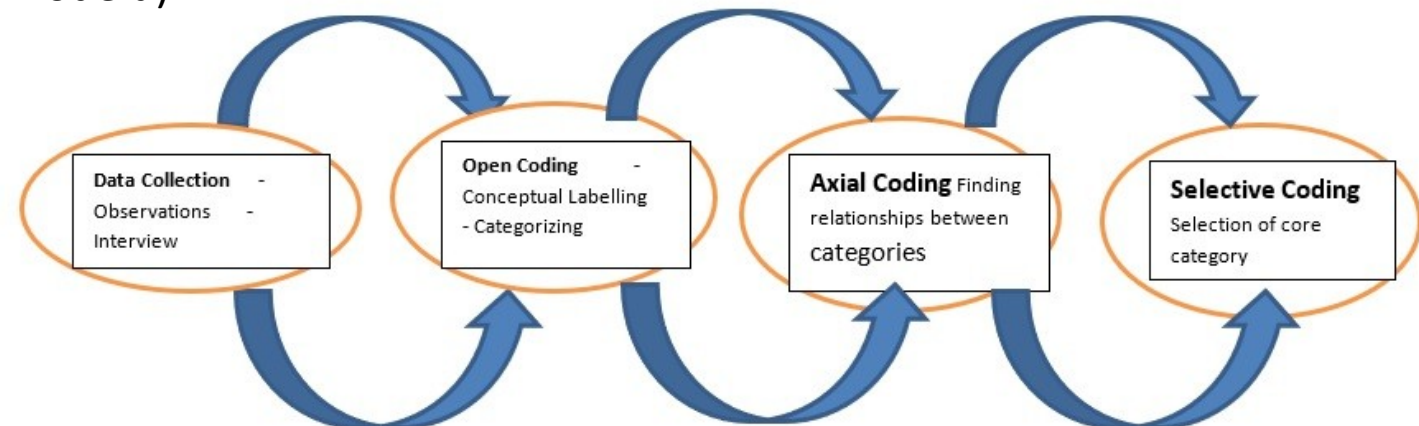 Data Collection -
Observations -
Interview
Open Coding -
Conceptual Labelling
- Categorizing
Axial Coding Finding
relationships between
categories
Selective Coding
Selection of core
category